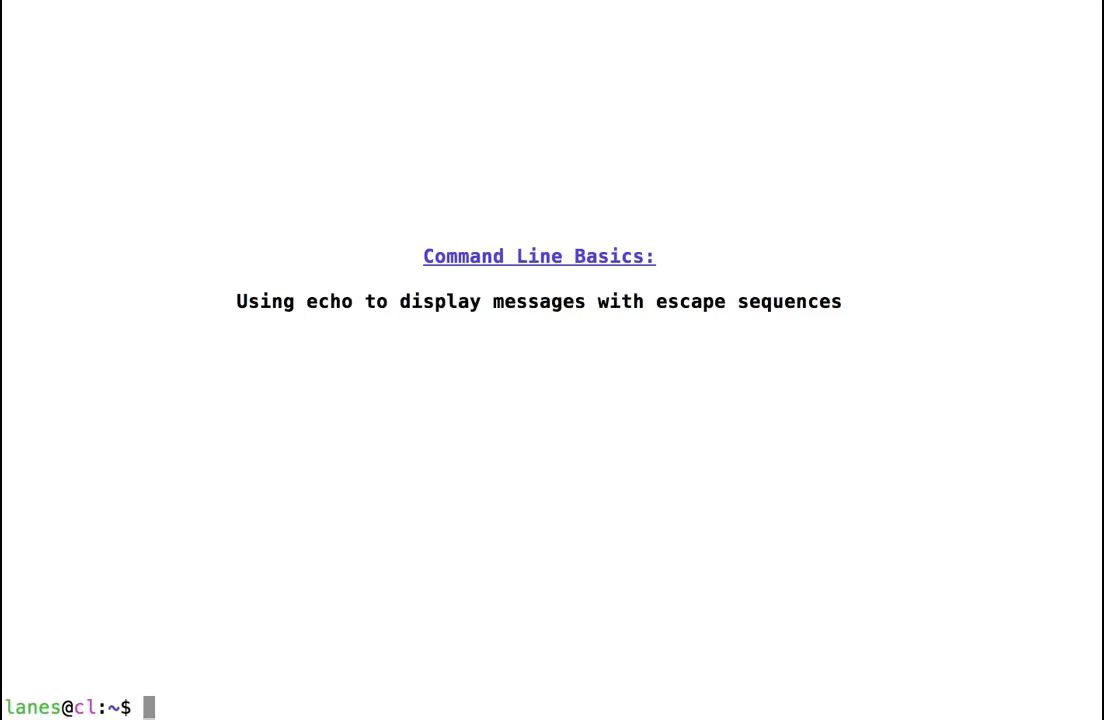 Command Line Basics:
Using echo to display messages with escape sequences
lanes@cl:~$